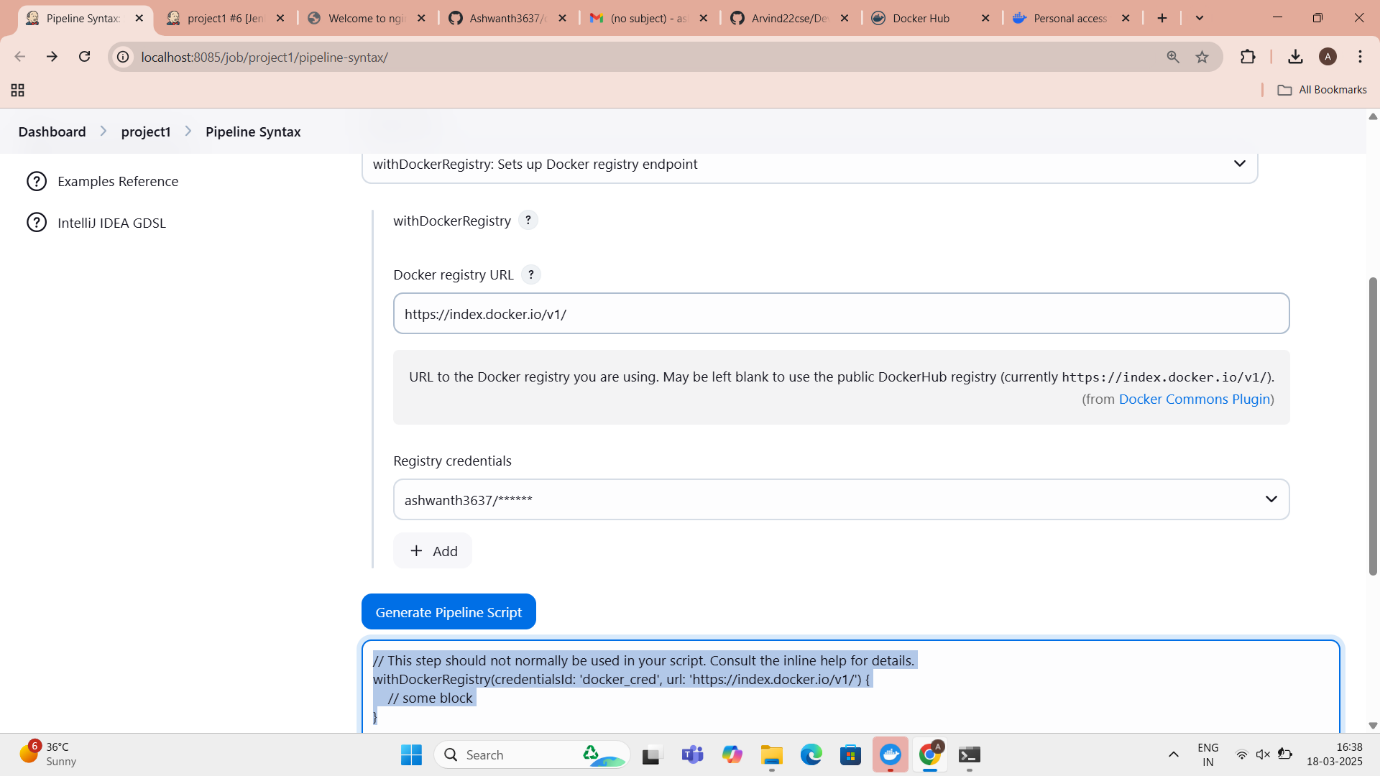 Pipeline Syntax:
project1 #6 [Jen
Welcome to ngi
Ashwanth3637/
(no subject) - as
Arvind22cse/De
Docker Hub
Personal access
localhost:8085/job/project1/pipeline-syntax/
A
All Bookmarks
Dashboard
project1
Pipeline Syntax
withDockerRegistry: Sets up Docker registry endpoint
Examples Reference
IntelliJ IDEA GDSL
withDockerRegistry ?
Docker registry URL ?
https://index.docker.io/v1/
URL to the Docker registry you are using. May be left blank to use the public DockerHub registry (currently https://index.docker.io/v1/).
(from Docker Commons Plugin)
Registry credentials
ashwanth3637/******
+ Add
Generate Pipeline Script
// This step should not normally be used in your script. Consult the inline help for details.
withDockerRegistry(credentialsId: 'docker_cred', url: 'https://index.docker.io/v1/') {
// some block
}
6
36°C
Sunny
Search
A
ENG
IN
16:38
18-03-2025